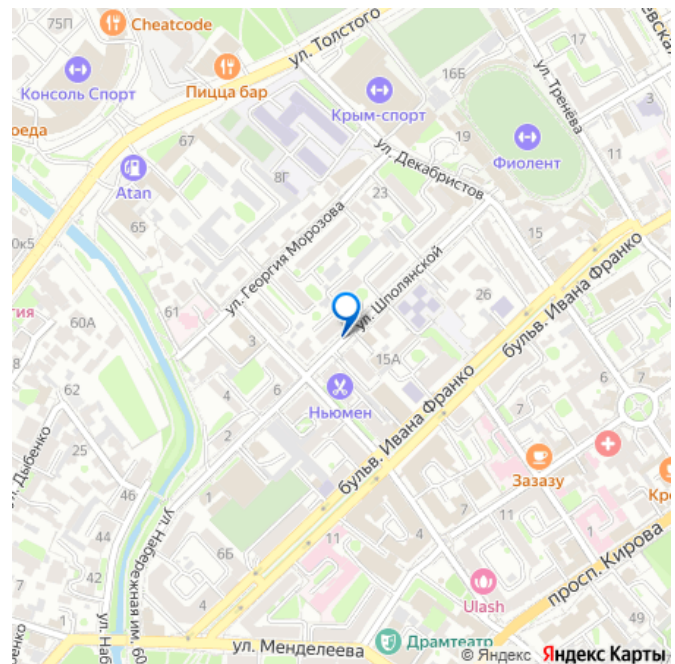 75П
Cheatcode
ул. Толстого
17
Консоль Спорт
Пицца бар
16Б
ул. Тренёва
Крым-спорт
3
67
19
Фиолент
11
Atan
8Г
ул. Декабристов
23
65
0к5
15
ул. Георгия Морозова
ул. Шполянской
бульв. Ивана Франко
61
60А
3
26
15А
62
4
6
Ньюмен
7
2
бульв. Ивана Франко
25
ул. Дыбенко
46
Зазазу
1
44
6Б
11
4
11
1
просп. Кирова
42
ул. Набережная им. 60
Ulash
1
4
ул. Менделеева
Драмтеатр
© Яндекс Яндекс Карты